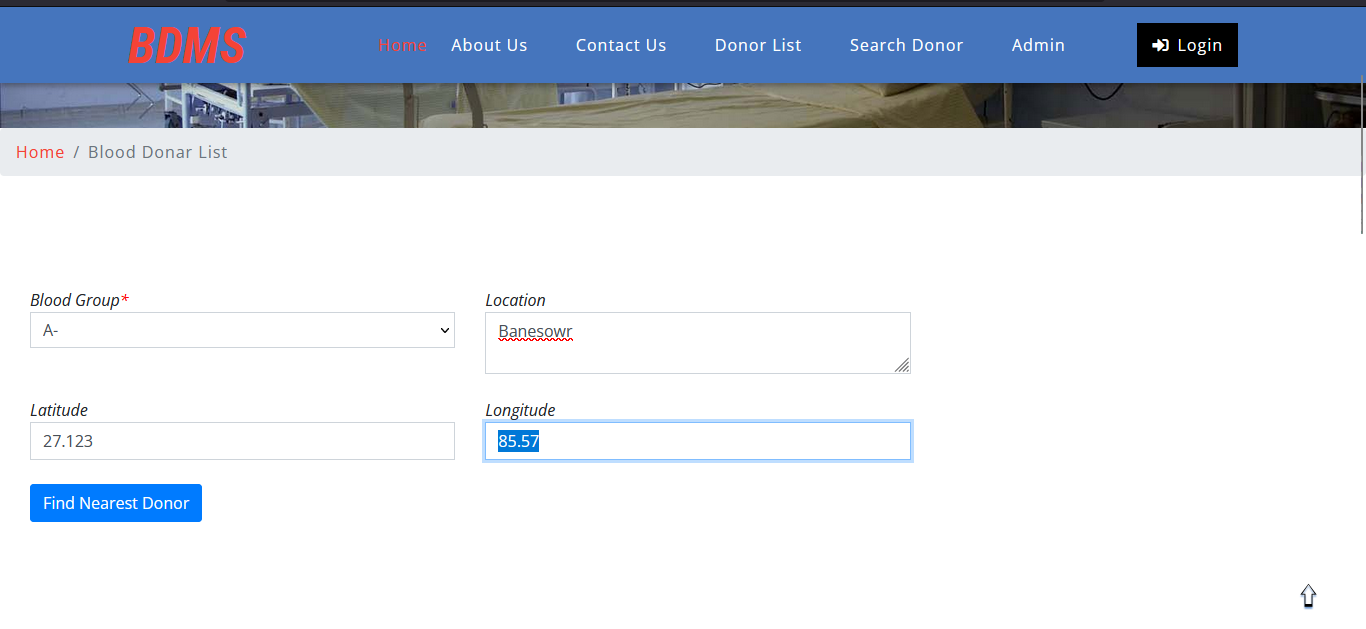 BDMS Home About Us Contact Us Donor List Search Donor Admin Login
Home / Blood Donar List
Blood Group* Location
A- Banesowr
Latitude Longitude
27.123 85.57
Find Nearest Donor